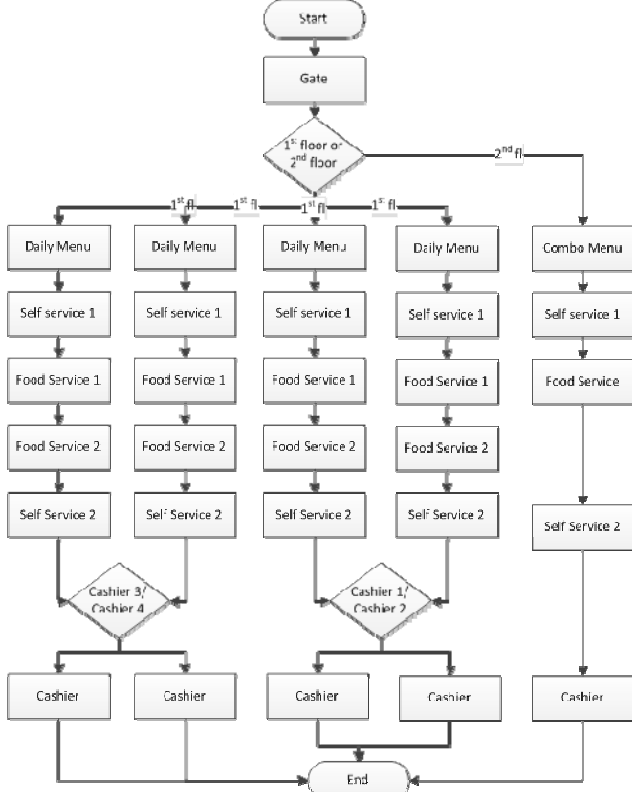 Start
Gate
1st floor or
2nd floor
2nd fl
1st fl
1st fl
1st fl
1st fl
Daily Menu
Daily Menu
Daily Menu
Daily Menu
Combo Menu
Self service 1
Self service 1
Self service 1
Self service 1
Self service 1
Food Service 1
Food Service 1
Food Service 1
Food Service 1
Food Service
Food Service 2
Food Service 2
Food Service 2
Food Service 2
Self Service 2
Self Service 2
Self Service 2
Self Service 2
Self Service 2
Cashier 3/
Cashier 4
Cashier 1/
Cashier 2
Cashier
Cashier
Cashier
Cashier
Cashier
End